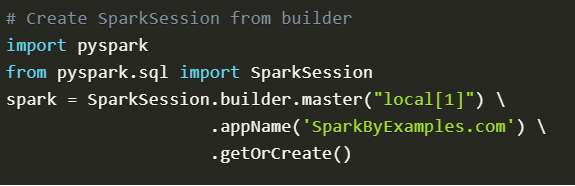 # Create SparkSession from builder
import pyspark
from pyspark.sql import SparkSession
spark = SparkSession.builder.master("local[1]") \
                    .appName('SparkByExamples.com') \
                    .getOrCreate()